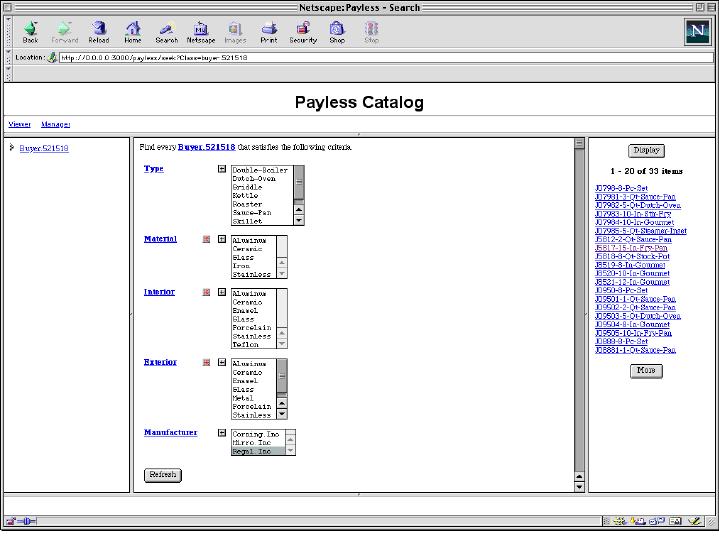 Netscape:Payless - Search
Back Forward Reload Home Search Netscape Images Print Security Shop Stop
Location: http://0.0.0.0:3000/payless/seek?Class=buyer.521518
Payless Catalog
Viewer Manager
Buyer.521518
Find every Buyer.521518 that satisfies the following criteria.
Type
Double-Boiler
Dutch-Oven
Griddle
Kettle
Roaster
Sauce-Pan
Skillet
Material
Aluminum
Ceramic
Glass
Iron
Stainless
Interior
Aluminum
Ceramic
Enamel
Glass
Porcelain
Stainless
Teflon
Exterior
Aluminum
Ceramic
Enamel
Glass
Metal
Porcelain
Stainless
Manufacturer
Corning.Inc
Mirro.Inc
Regal.Inc
Refresh
Display
1 - 20 of 33 items
J0798-8-Pc-Set
J07981-3-Qt-Sauce-Pan
J07982-5-Qt-Dutch-Oven
J07983-10-In-Stir-Fry
J07984-10-In-Gourmet
J07985-5-Qt-Steamer-Inset
J5812-2-Qt-Sauce-Pan
J5817-15-In-Fry-Pan
J5818-8-Qt-Stock-Pot
J8519-8-In-Gourmet
J8520-10-In-Gourmet
J8521-12-In-Gourmet
J0950-8-Pc-Set
J09501-1-Qt-Sauce-Pan
J09502-2-Qt-Sauce-Pan
J09503-5-Qt-Dutch-Oven
J09504-8-In-Gourmet
J09505-10-In-Fry-Pan
J0888-8-Pc-Set
J08881-1-Qt-Sauce-Pan
More